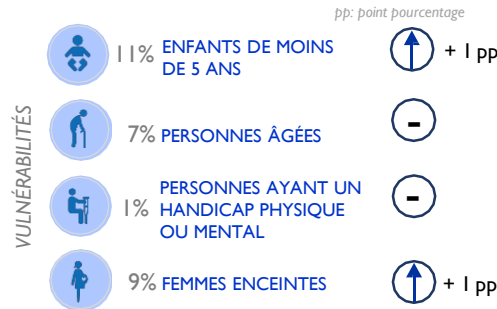 pp: point pourcentage
VULNÉRABILITÉS
11% ENFANTS DE MOINS
DE 5 ANS
+ 1 pp
7% PERSONNES ÂGÉES
-
1% PERSONNES AYANT UN
HANDICAP PHYSIQUE
OU MENTAL
-
9% FEMMES ENCEINTES
+ 1 pp